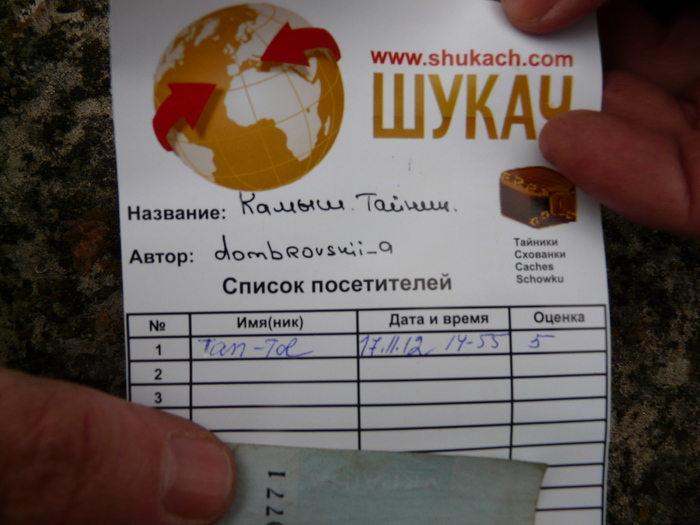 www.shukach.com
ШУКАЧ
Название: Камыш. Тайник.
Автор: dombrovskii_a
Тайники
Схованки
Caches
Schowku
Список посетителей
№ Имя(ник) Дата и время Оценка
1 Tan-Tol 17.11.12 14-55 5
2
3
0771